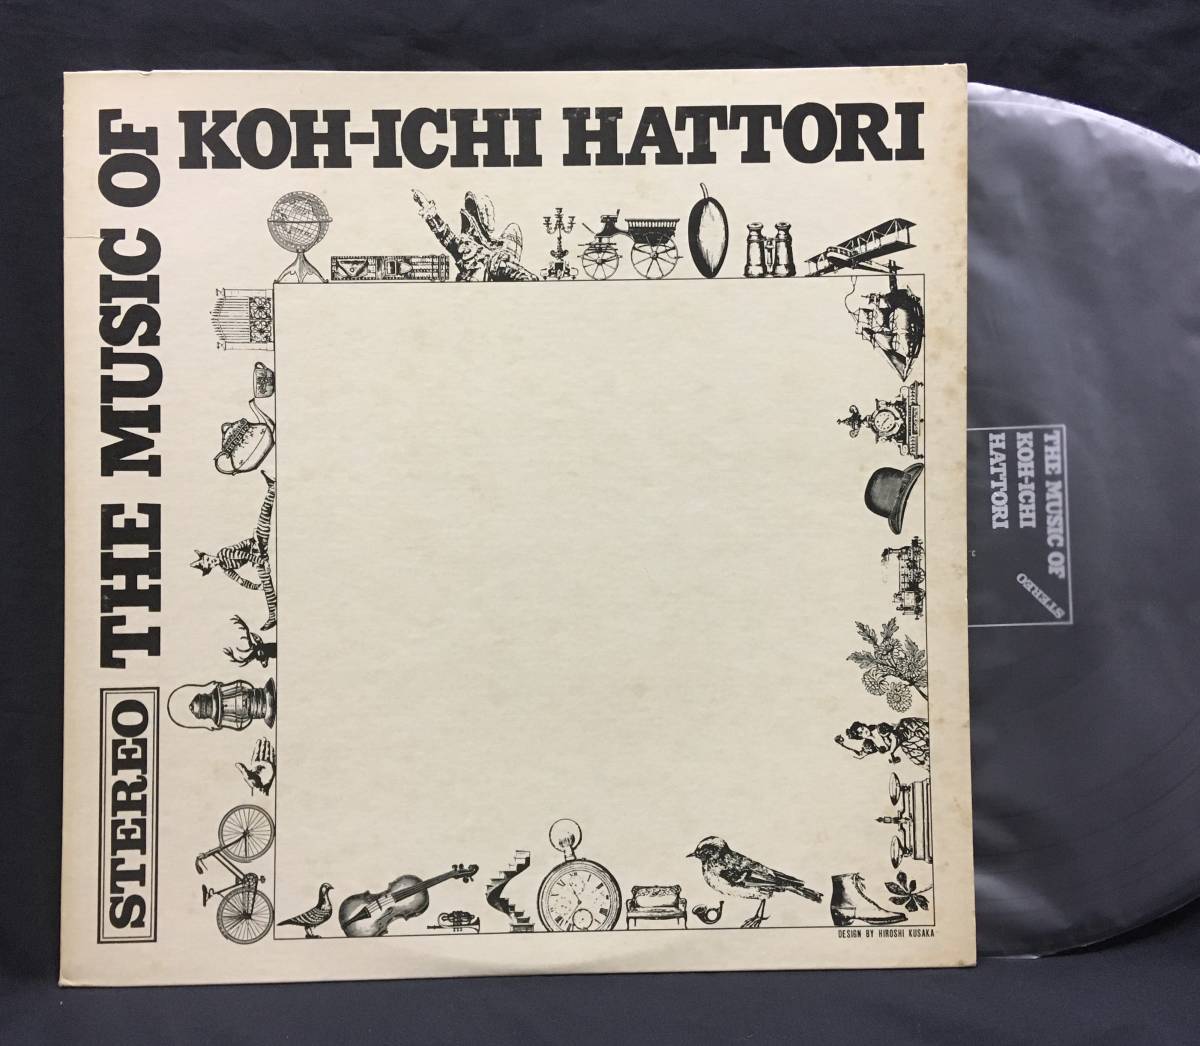 STEREO THE MUSIC OF
KOH-ICHI HATTORI
DESIGN BY HIROSHI KUSAKA
THE MUSIC OF
KOH-ICHI
HATTORI
STEREO